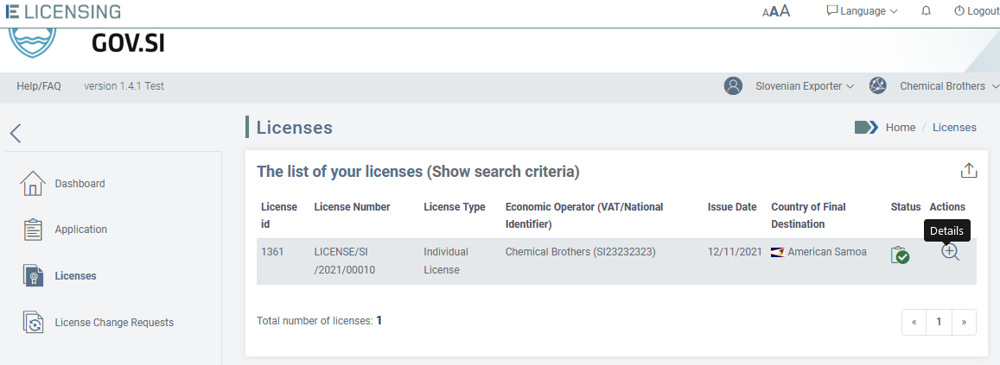 E LICENSING
AAA
Language
Logout
GOV.SI
Help/FAQ
version 1.4.1 Test
Slovenian Exporter
Chemical Brothers
Licenses
Home / Licenses
Dashboard
Application
Licenses
License Change Requests
The list of your licenses (Show search criteria)
License id
License Number
License Type
Economic Operator (VAT/National Identifier)
Issue Date
Country of Final Destination
Status
Actions
Details
1361
LICENSE/SI
/2021/00010
Individual
License
Chemical Brothers (SI23232323)
12/11/2021
American Samoa
Total number of licenses: 1
« 1 »